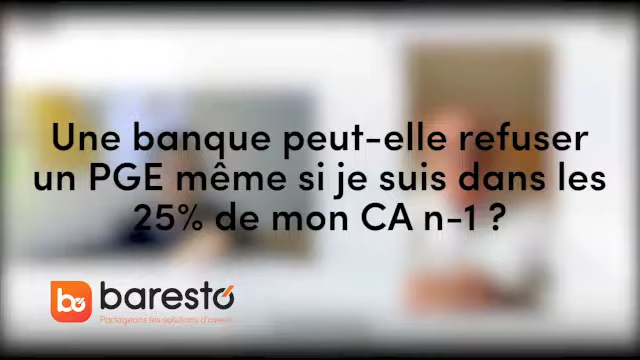 Une banque peut-elle refuser
un PGE même si je suis dans les
25% de mon CA n-1 ?
bo barestó
Partageons les solutions d'avenir